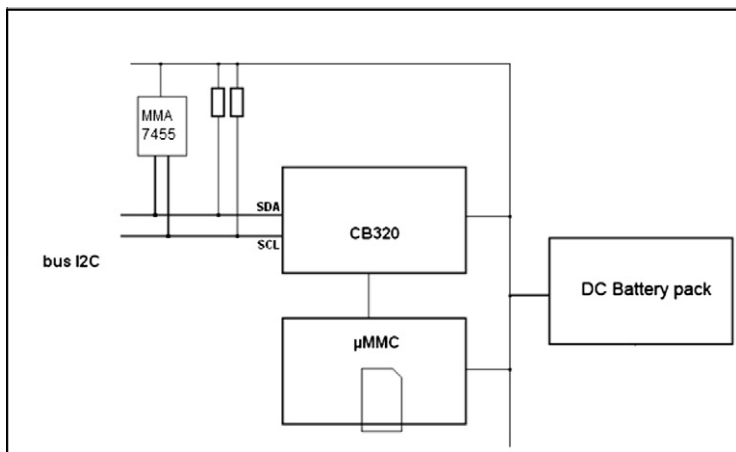 MMA
7455
SDA
CB320
SCL
bus I2C
DC Battery pack
µMMC